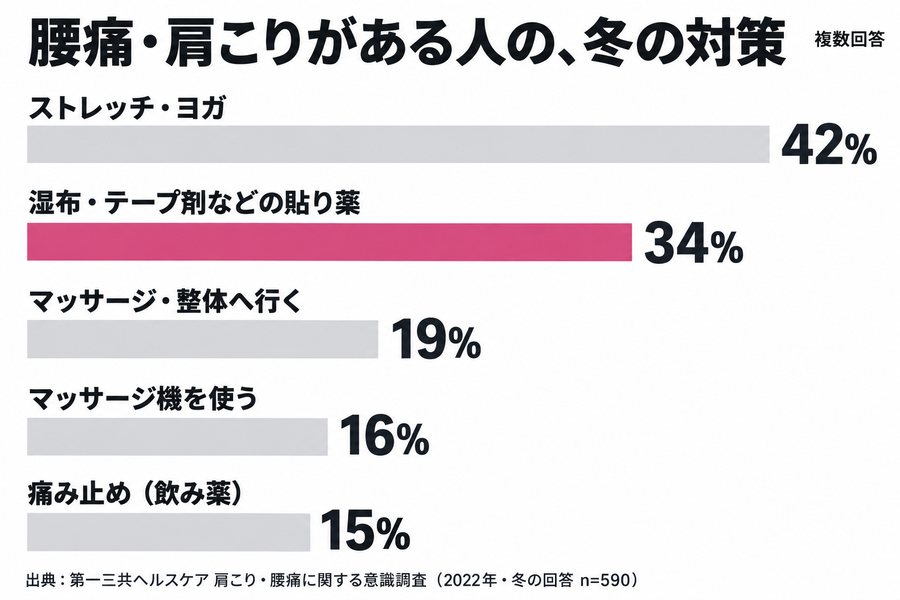 腰痛・肩こりがある人の、冬の対策 複数回答
ストレッチ・ヨガ
42%
湿布・テープ剤などの貼り薬
34%
マッサージ・整体へ行く
19%
マッサージ機を使う
16%
痛み止め（飲み薬）
15%
出典：第一三共ヘルスケア 肩こり・腰痛に関する意識調査（2022年・冬の回答 n=590）